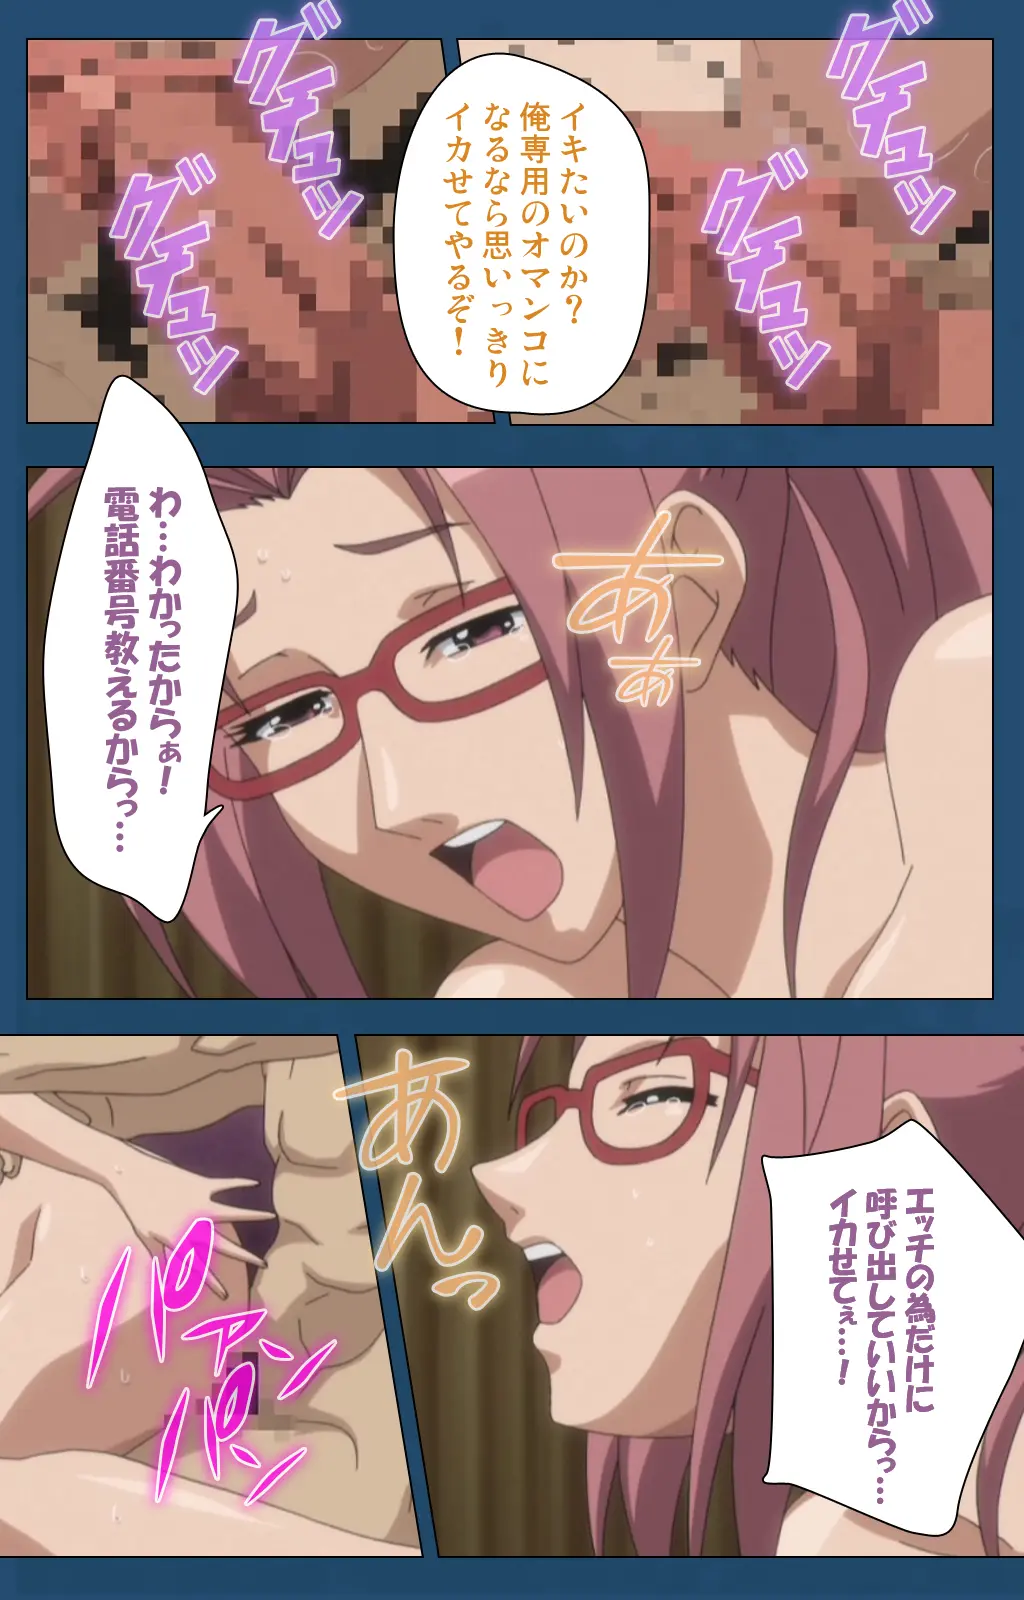 グチュッ
グチュッ
イキたいのか？
俺専用のオマンコに
なるなら思いっきり
イカせてやるぞ！
グチュッ
グチュッ
あぁ
わ…わかったからぁ！
電話番号教えるからっ…
エッチの為だけに
呼び出していいからっ…
イカせてぇ…！
あんっ
パンパン